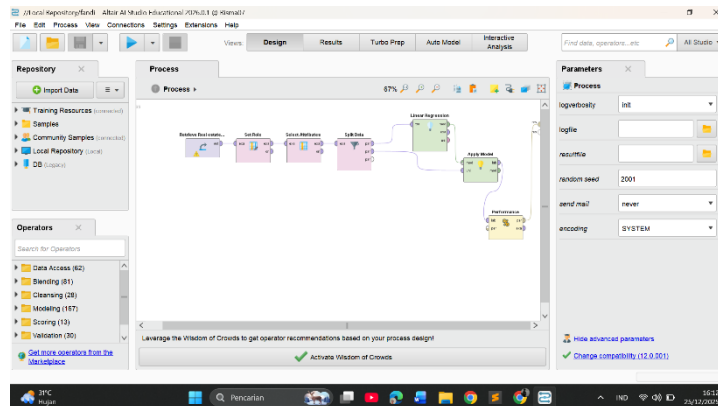 //Local Repository/fandi - Altair AI Studio Educational 2026.0.1 @ Bisma07
File Edit Process View Connections Settings Extensions Help
Views: Design Results Turbo Prep Auto Model Interactive Analysis
Find data, operators...etc All Studio
Repository
Import Data
Training Resources (connected)
Samples
Community Samples (connected)
Local Repository (Local)
DB (Legacy)
Operators
Search for Operators
Data Access (62)
Blending (81)
Cleansing (28)
Modeling (167)
Scoring (13)
Validation (30)
Get more operators from the Marketplace
Process
Process
67%
Retrieve Real estate...
Set Role
Select Attributes
Split Data
Linear Regression
Apply Model
Performance
Leverage the Wisdom of Crowds to get operator recommendations based on your process design!
Activate Wisdom of Crowds
Parameters
Process
logverbosity init
logfile
resultfile
random seed 2001
send mail never
encoding SYSTEM
Hide advanced parameters
Change compatibility (12.0.001)
31°C
Hujan
Pencarian
IND
16:12
25/12/2025